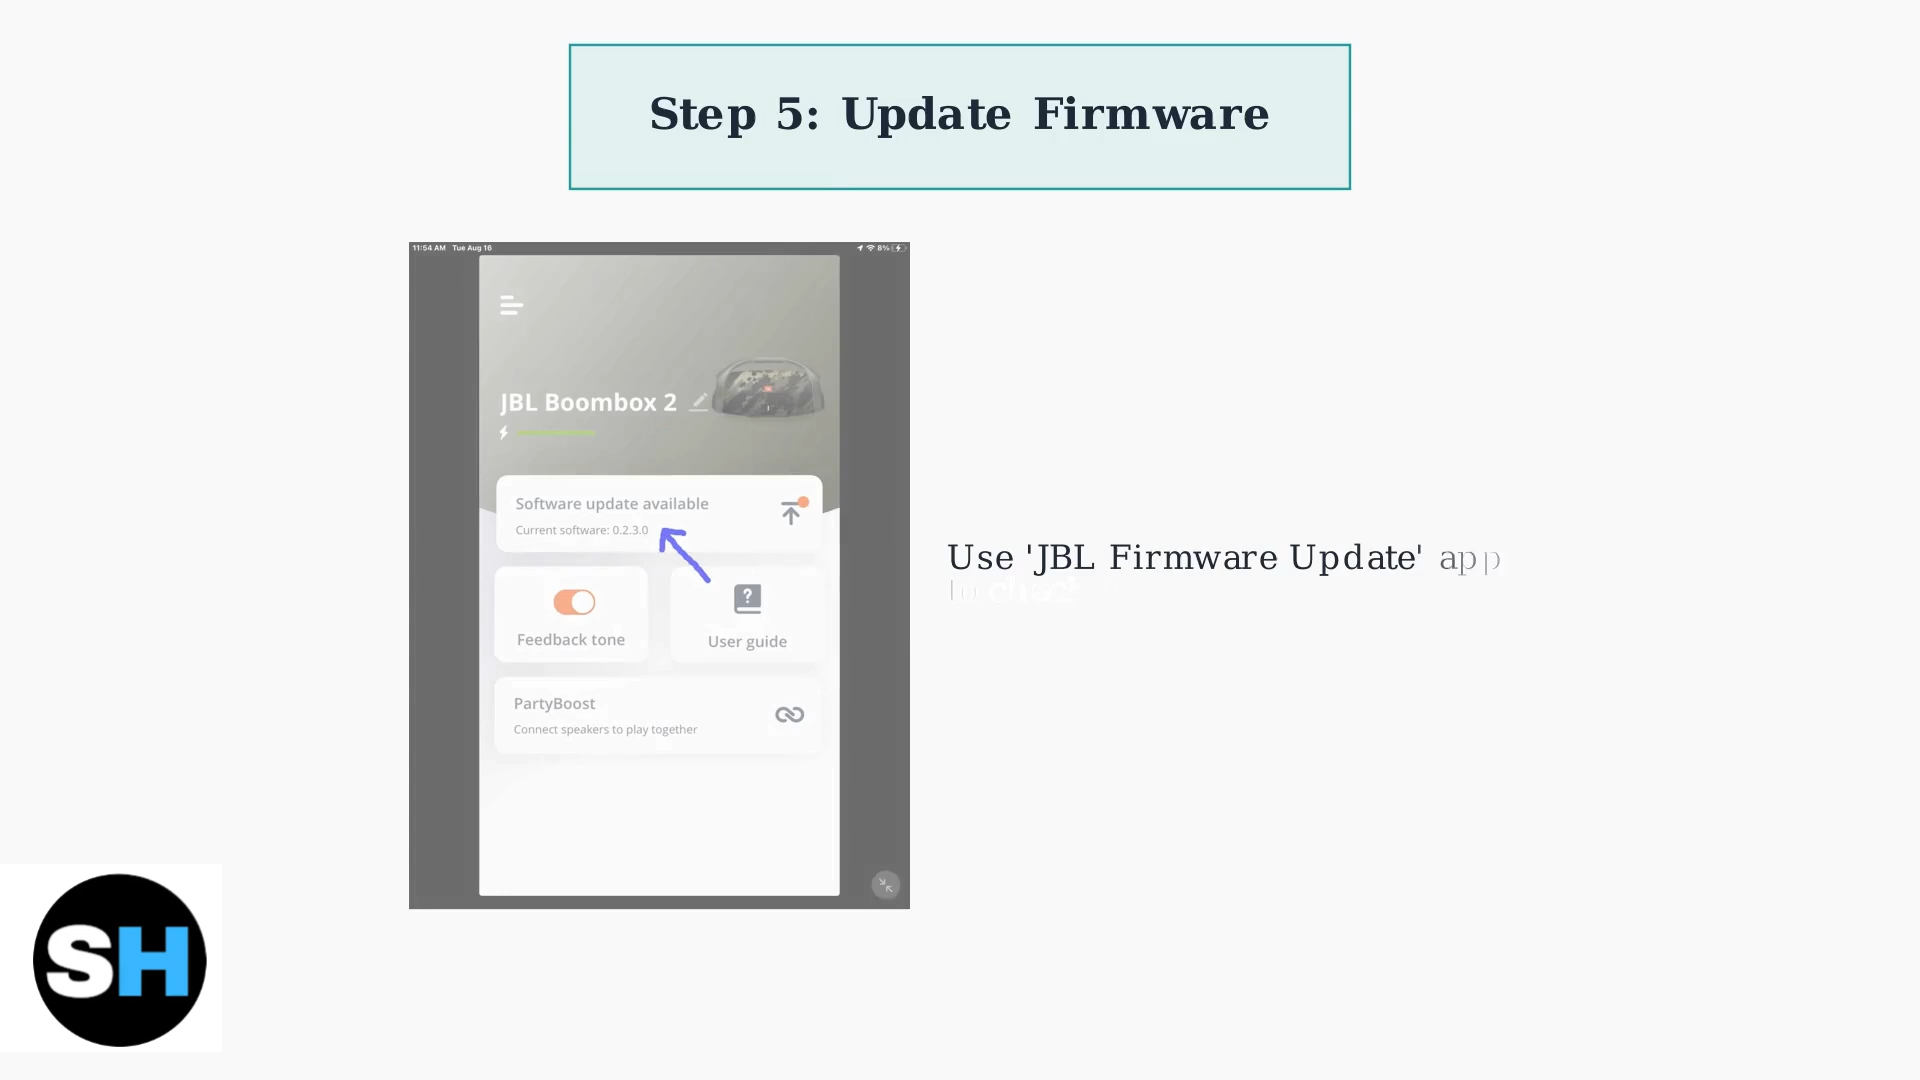 Step 5: Update Firmware
11:54 AM Tue Aug 16
8%
JBL Boombox 2
Software update available
Current software: 0.2.3.0
Feedback tone
User guide
PartyBoost
Connect speakers to play together
Use 'JBL Firmware Update' app
to
SH